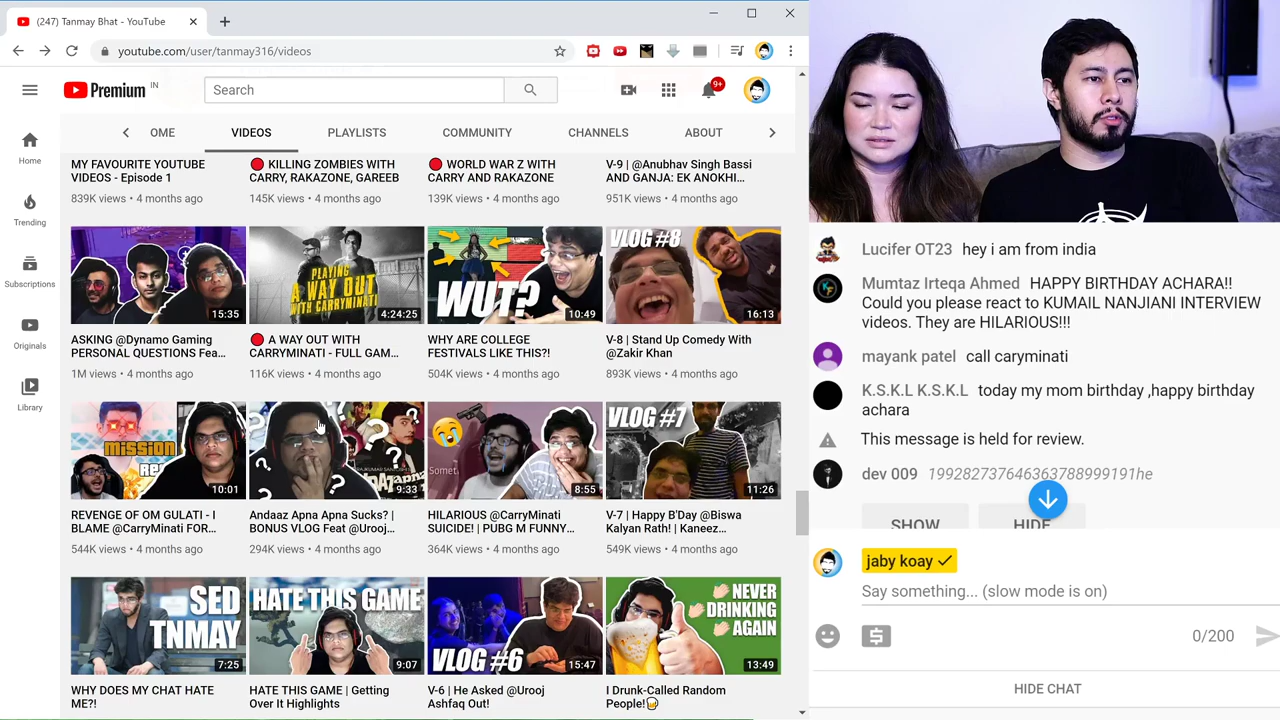 (247) Tanmay Bhat - YouTube
youtube.com/user/tanmay316/videos
Premium IN
Search
9+
OME
VIDEOS
PLAYLISTS
COMMUNITY
CHANNELS
ABOUT
Home
Trending
Subscriptions
Originals
Library
MY FAVOURITE YOUTUBE
VIDEOS - Episode 1
839K views • 4 months ago
KILLING ZOMBIES WITH
CARRY, RAKAZONE, GAREEB
145K views • 4 months ago
WORLD WAR Z WITH
CARRY AND RAKAZONE
139K views • 4 months ago
V-9 | @Anubhav Singh Bassi
AND GANJA: EK ANOKHI...
951K views • 4 months ago
15:35
ASKING @Dynamo Gaming
PERSONAL QUESTIONS Fea...
1M views • 4 months ago
PLAYING
A WAY OUT
WITH CARRYMINATI
4:24:25
A WAY OUT WITH
CARRYMINATI - FULL GAM...
116K views • 4 months ago
WUT?
10:49
WHY ARE COLLEGE
FESTIVALS LIKE THIS?!
504K views • 4 months ago
VLOG #8
16:13
V-8 | Stand Up Comedy With
@Zakir Khan
893K views • 4 months ago
MISSION
RE
10:01
REVENGE OF OM GULATI - I
BLAME @CarryMinati FOR...
544K views • 4 months ago
9:33
Andaaz Apna Apna Sucks? |
BONUS VLOG Feat @Urooj...
294K views • 4 months ago
Somet
8:55
HILARIOUS @CarryMinati
SUICIDE! | PUBG M FUNNY...
364K views • 4 months ago
VLOG #7
11:26
V-7 | Happy B'Day @Biswa
Kalyan Rath! | Kaneez...
549K views • 4 months ago
SED
TNMAY
7:25
WHY DOES MY CHAT HATE
ME?!
HATE THIS GAME
9:07
HATE THIS GAME | Getting
Over It Highlights
VLOG #6
15:47
V-6 | He Asked @Urooj
Ashfaq Out!
NEVER
DRINKING
AGAIN
13:49
I Drunk-Called Random
People!🍺
Lucifer OT23 hey i am from india
Mumtaz Irteqa Ahmed HAPPY BIRTHDAY ACHARA!!
Could you please react to KUMAIL NANJIANI INTERVIEW
videos. They are HILARIOUS!!!
mayank patel call caryminati
K.S.K.L K.S.K.L today my mom birthday ,happy birthday
achara
This message is held for review.
dev 009 199282737646363788999191he
SHOW
HIDE
jaby koay ✓
Say something... (slow mode is on)
0/200
HIDE CHAT